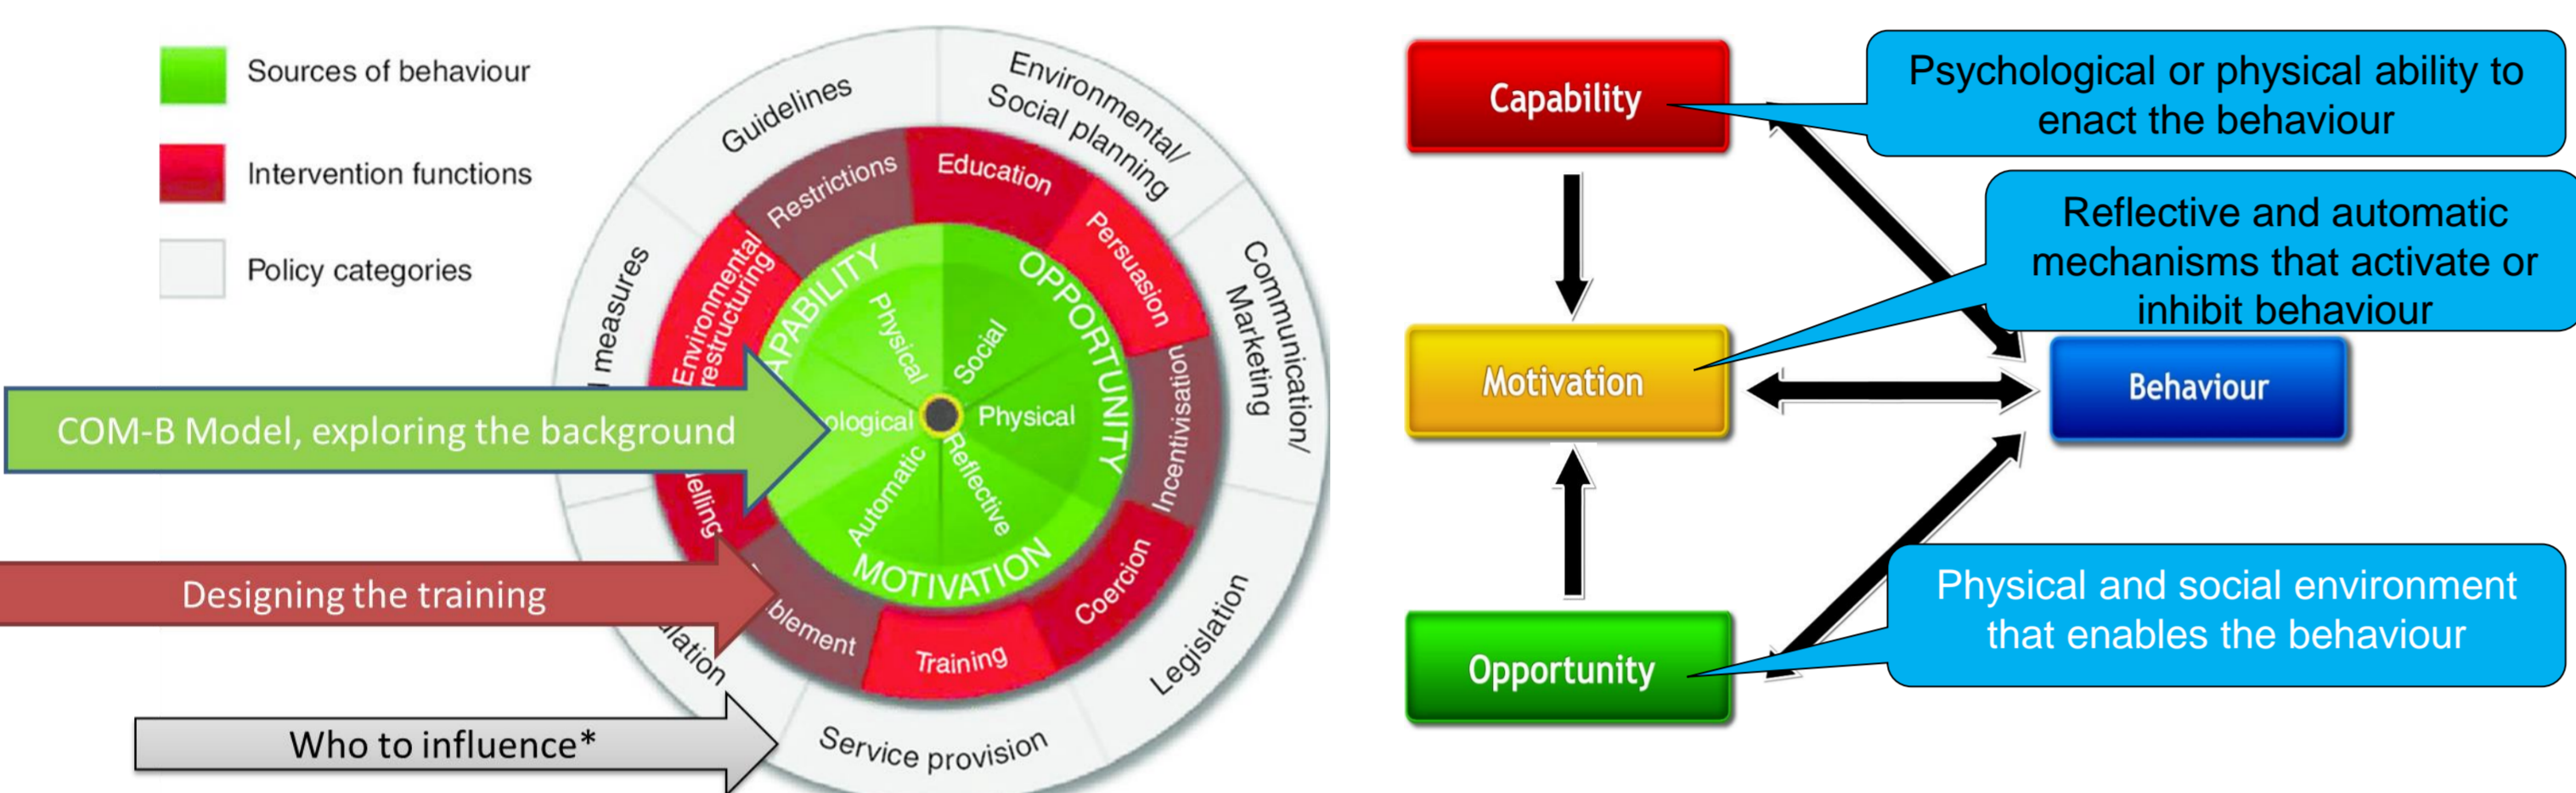 Sources of behaviour
Intervention functions
Policy categories
Guidelines
Environmental/
Social planning
Communication/
Marketing
Legislation
Service provision
measures
Restrictions
Education
Persuasion
Incentivisation
Coercion
Training
Environmental
restructuring
OPPORTUNITY
MOTIVATION
Physical
Social
Physical
Reflective
Automatic
COM-B Model, exploring the background
Designing the training
Who to influence*
Capability
Motivation
Opportunity
Behaviour
Psychological or physical ability to
enact the behaviour
Reflective and automatic
mechanisms that activate or
inhibit behaviour
Physical and social environment
that enables the behaviour